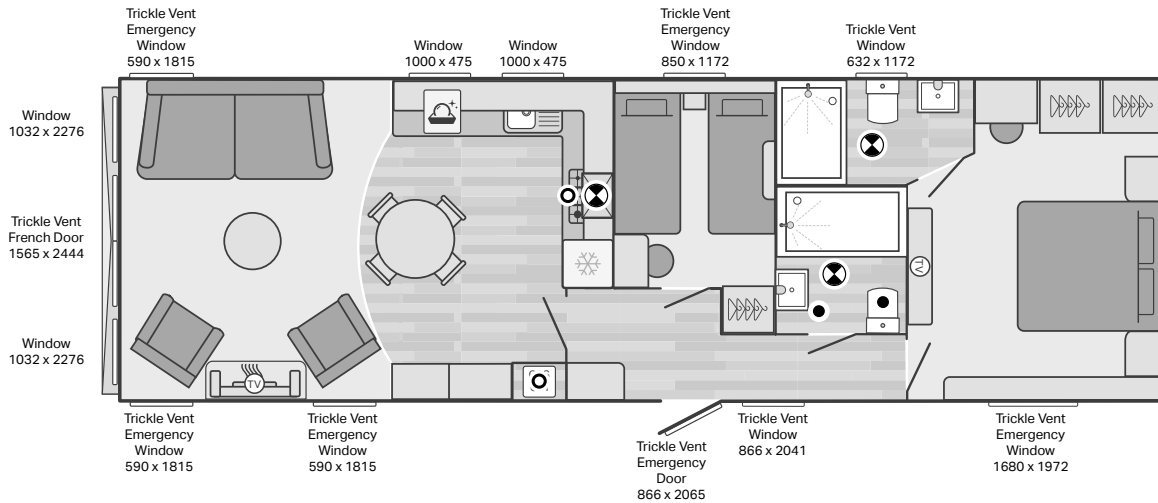 Trickle Vent
Emergency
Window
590 x 1815
Window
1000 x 475
Window
1000 x 475
Trickle Vent
Emergency
Window
850 x 1172
Trickle Vent
Window
632 x 1172
Window
1032 x 2276
Trickle Vent
French Door
1565 x 2444
Window
1032 x 2276
TV
TV
Trickle Vent
Emergency
Window
590 x 1815
Trickle Vent
Emergency
Window
590 x 1815
Trickle Vent
Emergency
Door
866 x 2065
Trickle Vent
Window
866 x 2041
Trickle Vent
Emergency
Window
1680 x 1972